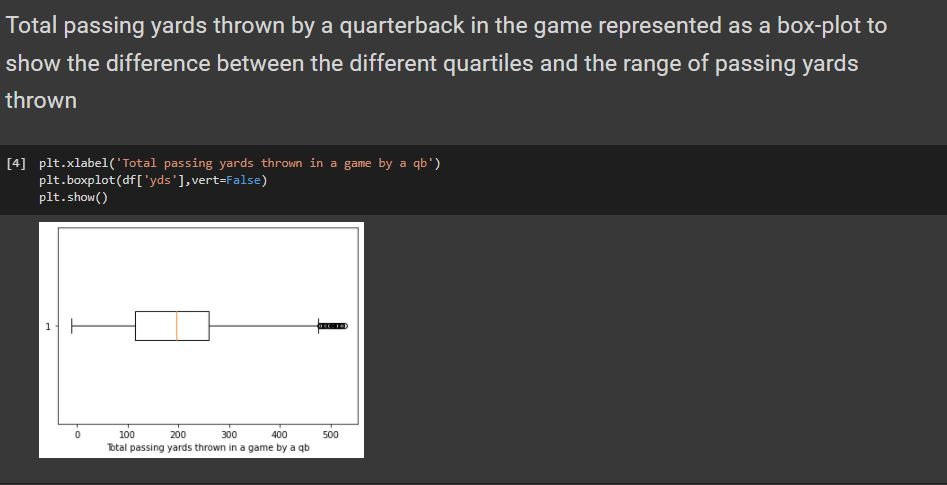 Total passing yards thrown by a quarterback in the game represented as a box-plot to
show the difference between the different quartiles and the range of passing yards
thrown
[4] plt.xlabel('Total passing yards thrown in a game by a qb')
plt.boxplot(df['yds'],vert=False)
plt.show()
1
0 100 200 300 400 500
Total passing yards thrown in a game by a qb